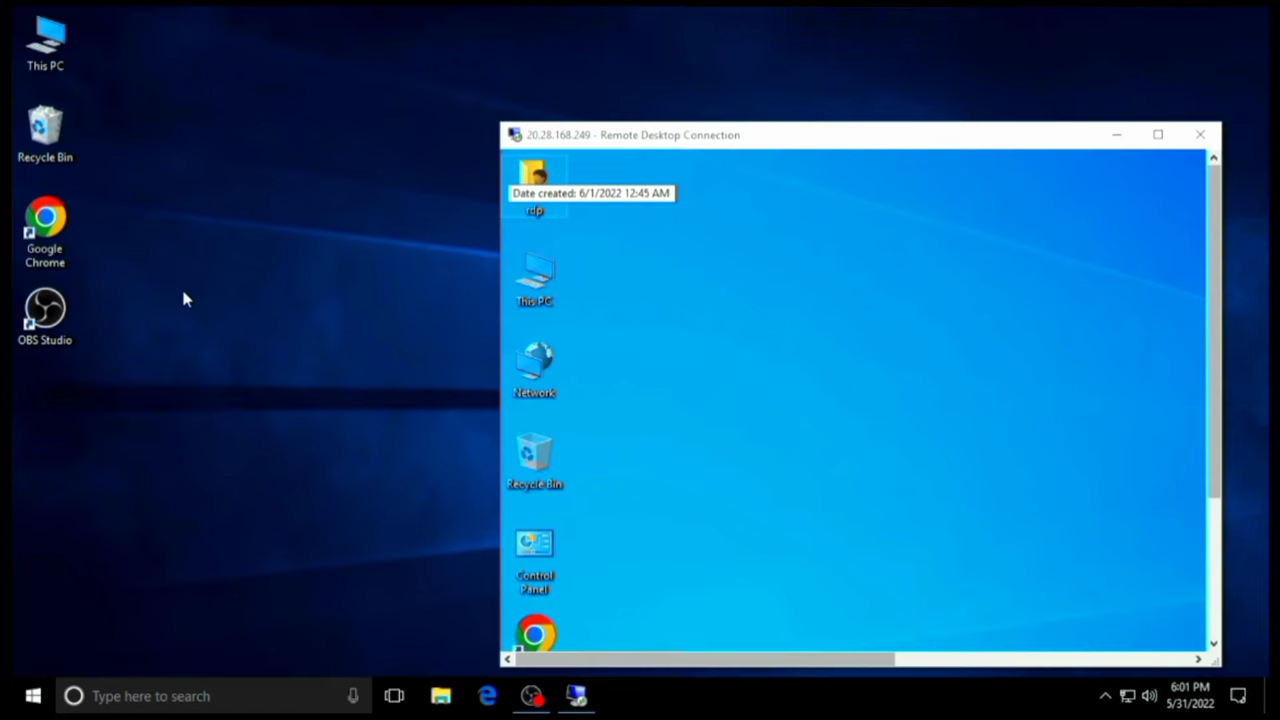 This PC
Recycle Bin
Google
Chrome
OBS Studio
20.28.168.249 - Remote Desktop Connection
Date created: 6/1/2022 12:45 AM
rdp
This PC
Network
Recycle Bin
Control
Panel
Type here to search
6:01 PM
5/31/2022